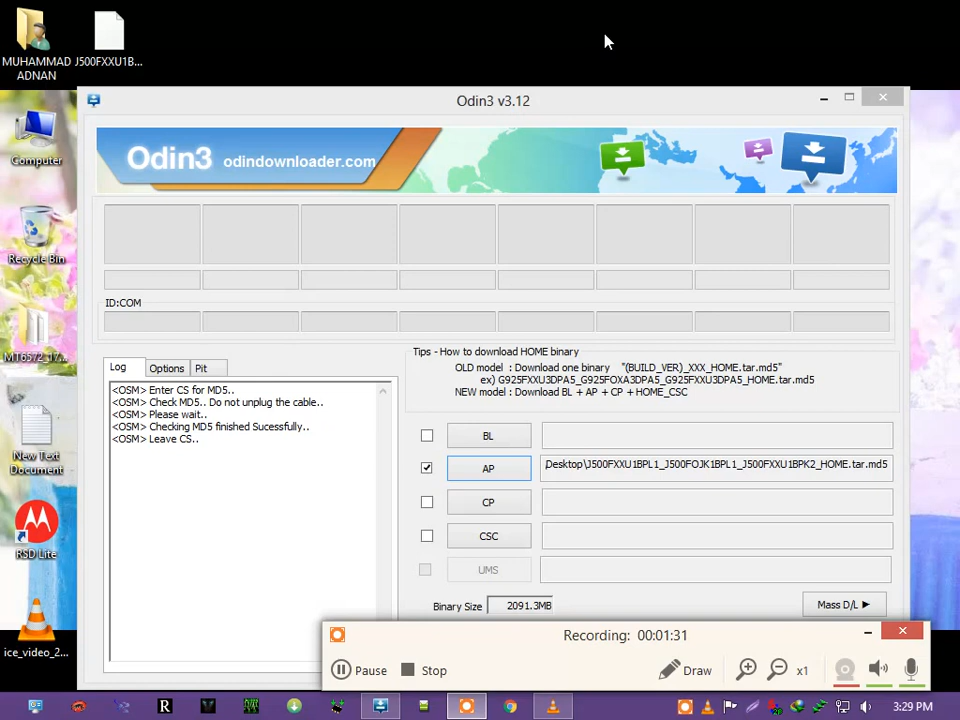 MUHAMMAD
ADNAN
J500FXXU1B...
Computer
Recycle Bin
MT6572_17...
New Text
Document
RSD Lite
ice_video_2...
Odin3 v3.12
Odin3 odindownloader.com
ID:COM
Log
Options
Pit
<OSM> Enter CS for MD5..
<OSM> Check MD5.. Do not unplug the cable..
<OSM> Please wait..
<OSM> Checking MD5 finished Sucessfully..
<OSM> Leave CS..
Tips - How to download HOME binary
OLD model : Download one binary "(BUILD_VER)_XXX_HOME.tar.md5"
ex) G925FXXU3DPA5_G925FOXA3DPA5_G925FXXU3DPA5_HOME.tar.md5
NEW model : Download BL + AP + CP + HOME_CSC
BL
AP
Desktop\J500FXXU1BPL1_J500FOJK1BPL1_J500FXXU1BPK2_HOME.tar.md5
CP
CSC
UMS
Binary Size
2091.3MB
Mass D/L ►
Recording: 00:01:31
Pause
Stop
Draw
x1
R
3:29 PM